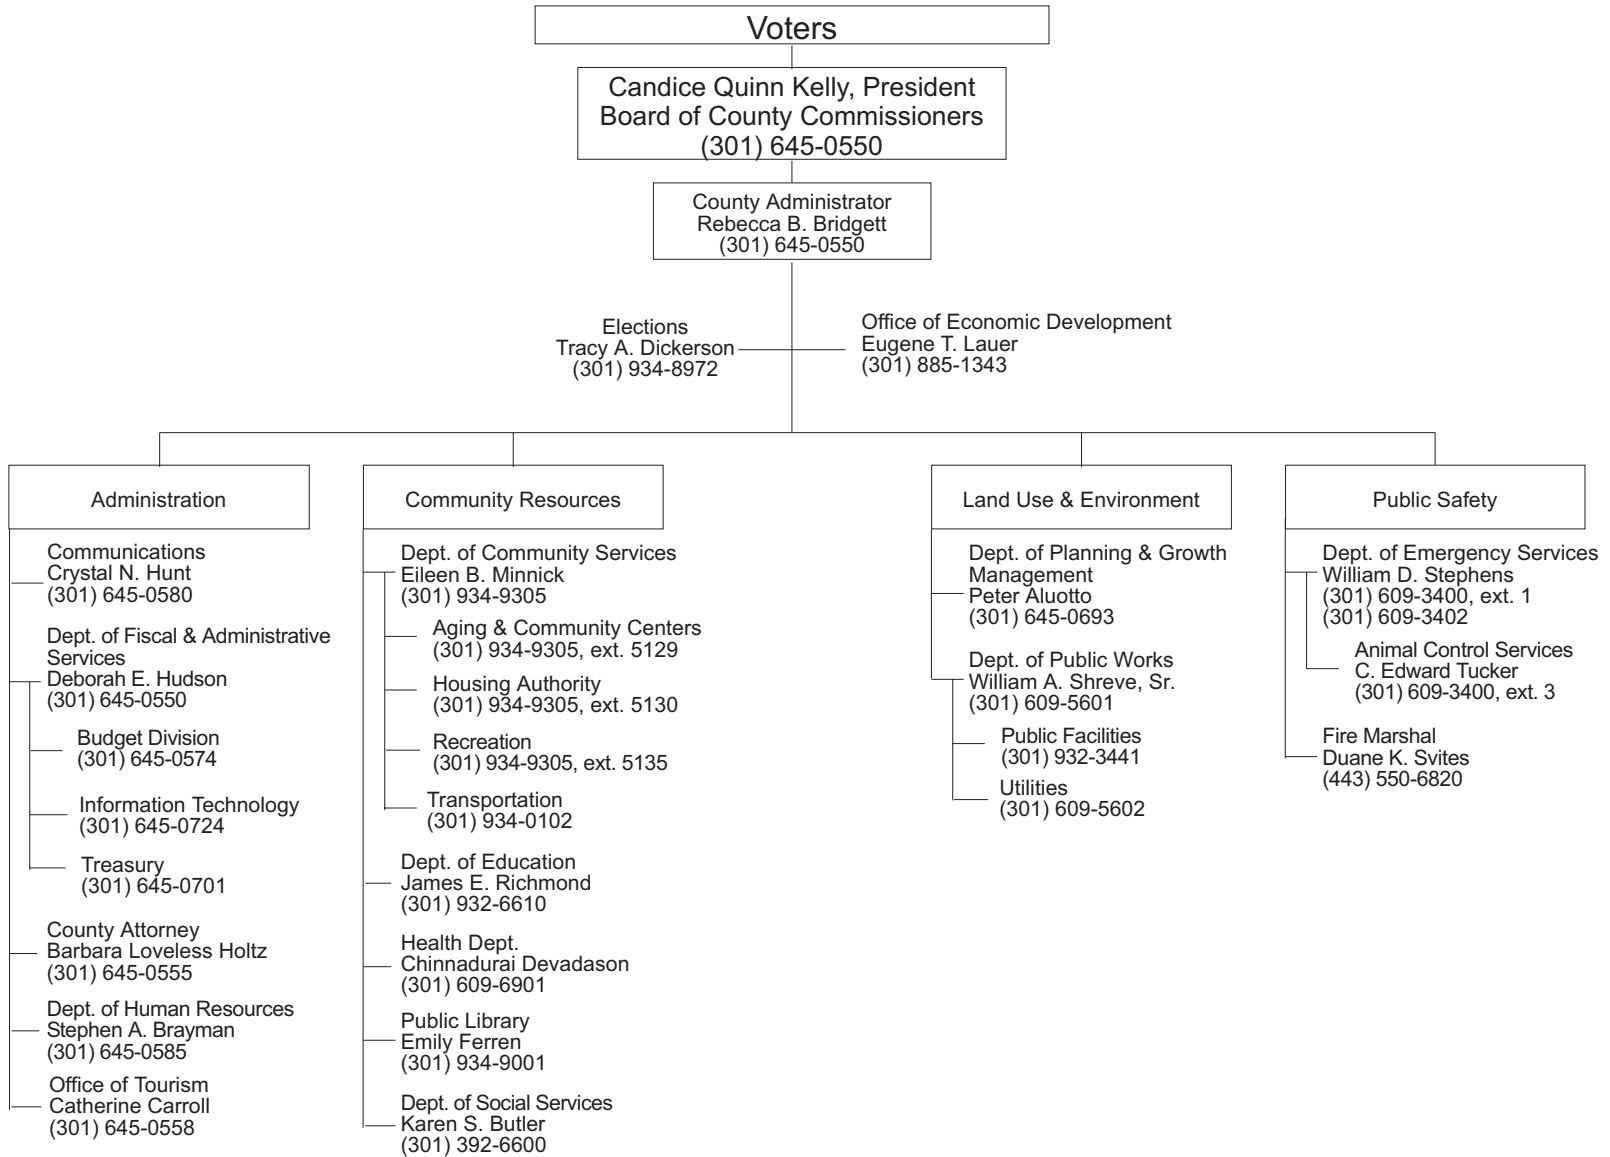 Voters
Candice Quinn Kelly, President
Board of County Commissioners
(301) 645-0550
County Administrator
Rebecca B. Bridgett
(301) 645-0550
Elections
Tracy A. Dickerson
(301) 934-8972
Office of Economic Development
Eugene T. Lauer
(301) 885-1343
Administration
Communications
Crystal N. Hunt
(301) 645-0580
Dept. of Fiscal & Administrative
Services
Deborah E. Hudson
(301) 645-0550
Budget Division
(301) 645-0574
Information Technology
(301) 645-0724
Treasury
(301) 645-0701
County Attorney
Barbara Loveless Holtz
(301) 645-0555
Dept. of Human Resources
Stephen A. Brayman
(301) 645-0585
Office of Tourism
Catherine Carroll
(301) 645-0558
Community Resources
Dept. of Community Services
Eileen B. Minnick
(301) 934-9305
Aging & Community Centers
(301) 934-9305, ext. 5129
Housing Authority
(301) 934-9305, ext. 5130
Recreation
(301) 934-9305, ext. 5135
Transportation
(301) 934-0102
Dept. of Education
James E. Richmond
(301) 932-6610
Health Dept.
Chinnadurai Devadason
(301) 609-6901
Public Library
Emily Ferren
(301) 934-9001
Dept. of Social Services
Karen S. Butler
(301) 392-6600
Land Use & Environment
Dept. of Planning & Growth
Management
Peter Aluotto
(301) 645-0693
Dept. of Public Works
William A. Shreve, Sr.
(301) 609-5601
Public Facilities
(301) 932-3441
Utilities
(301) 609-5602
Public Safety
Dept. of Emergency Services
William D. Stephens
(301) 609-3400, ext. 1
(301) 609-3402
Animal Control Services
C. Edward Tucker
(301) 609-3400, ext. 3
Fire Marshal
Duane K. Svites
(443) 550-6820